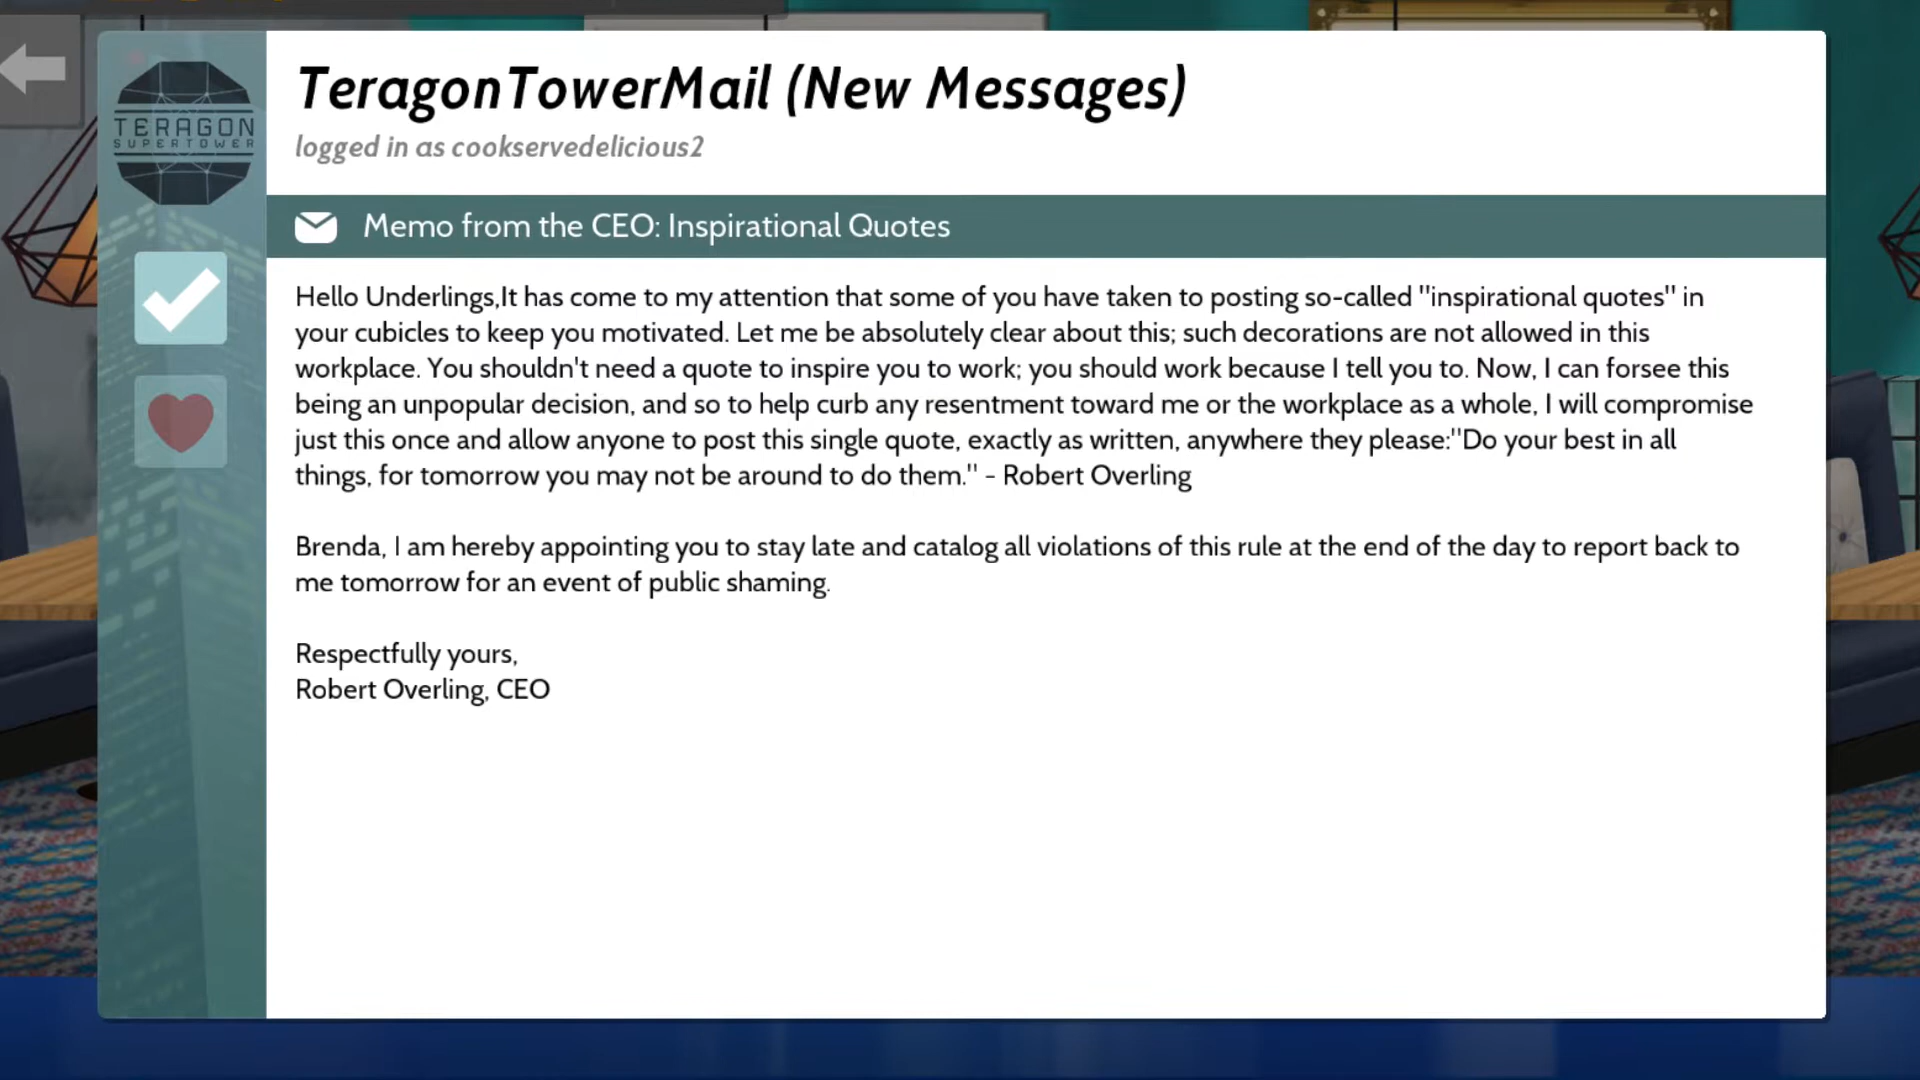 TeragonTowerMail (New Messages)
logged in as cookservedelicious2
TERAGON
SUPERTOWER
Memo from the CEO: Inspirational Quotes
Hello Underlings,It has come to my attention that some of you have taken to posting so-called "inspirational quotes" in
your cubicles to keep you motivated. Let me be absolutely clear about this; such decorations are not allowed in this
workplace. You shouldn't need a quote to inspire you to work; you should work because I tell you to. Now, I can forsee this
being an unpopular decision, and so to help curb any resentment toward me or the workplace as a whole, I will compromise
just this once and allow anyone to post this single quote, exactly as written, anywhere they please:"Do your best in all
things, for tomorrow you may not be around to do them." - Robert Overling
Brenda, I am hereby appointing you to stay late and catalog all violations of this rule at the end of the day to report back to
me tomorrow for an event of public shaming.
Respectfully yours,
Robert Overling, CEO